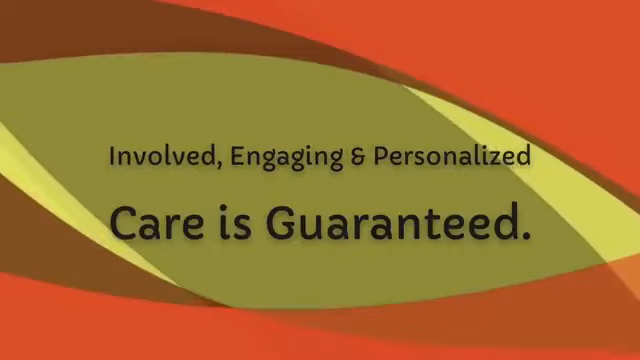 Involved, Engaging & Personalized
Care is Guaranteed.